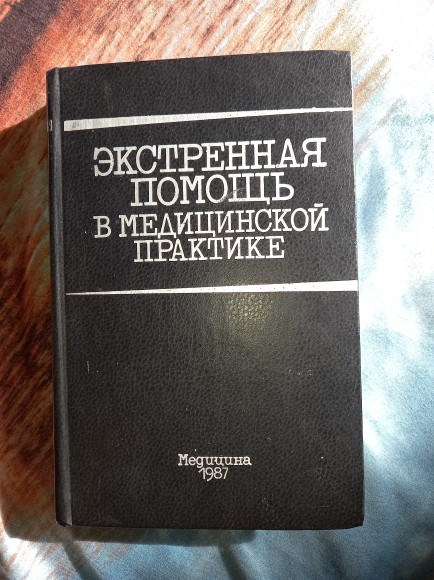 ЭКСТРЕННАЯ
ПОМОЩЬ
В МЕДИЦИНСКОЙ
ПРАКТИКЕ
Медицина
1987